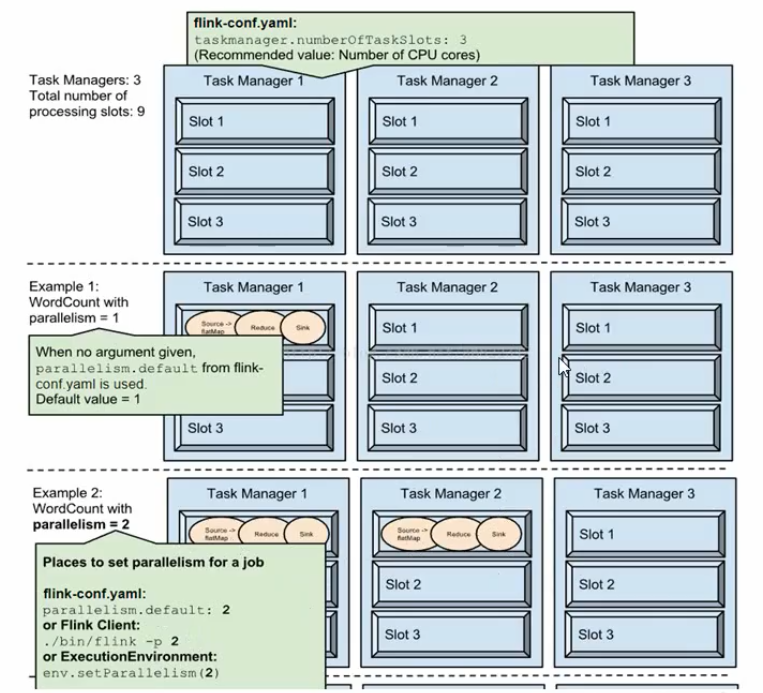 flink-conf.yaml:
taskmanager.numberOfTaskSlots: 3
(Recommended value: Number of CPU cores)
Task Managers: 3
Total number of
processing slots: 9
Task Manager 1
Slot 1
Slot 2
Slot 3
Task Manager 2
Slot 1
Slot 2
Slot 3
Task Manager 3
Slot 1
Slot 2
Slot 3
Example 1:
WordCount with
parallelism = 1
When no argument given,
parallelism.default from flink-
conf.yaml is used.
Default value = 1
Task Manager 1
Source ->
flatMap
Reduce
Sink
Slot 3
Task Manager 2
Slot 1
Slot 2
Slot 3
Task Manager 3
Slot 1
Slot 2
Slot 3
Example 2:
WordCount with
parallelism = 2
Places to set parallelism for a job
flink-conf.yaml:
parallelism.default: 2
or Flink Client:
./bin/flink -p 2
or ExecutionEnvironment:
env.setParallelism(2)
Task Manager 1
Source ->
flatMap
Reduce
Sink
Task Manager 2
Source ->
flatMap
Reduce
Sink
Slot 2
Slot 3
Task Manager 3
Slot 1
Slot 2
Slot 3